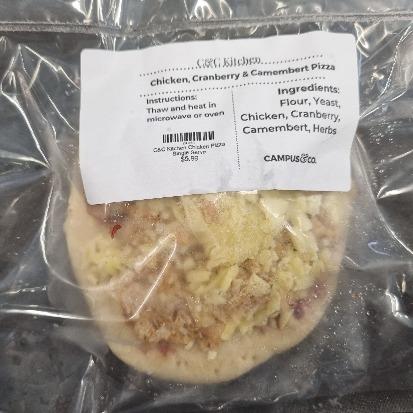 C&C Kitchen
Chicken, Cranberry & Camembert Pizza
Instructions:
Thaw and heat in
microwave or oven
C&C Kitchen Chicken Pizza
Single Serve
$5.99
Ingredients:
Flour, Yeast,
Chicken, Cranberry,
Camembert, Herbs
CAMPUS&CO.